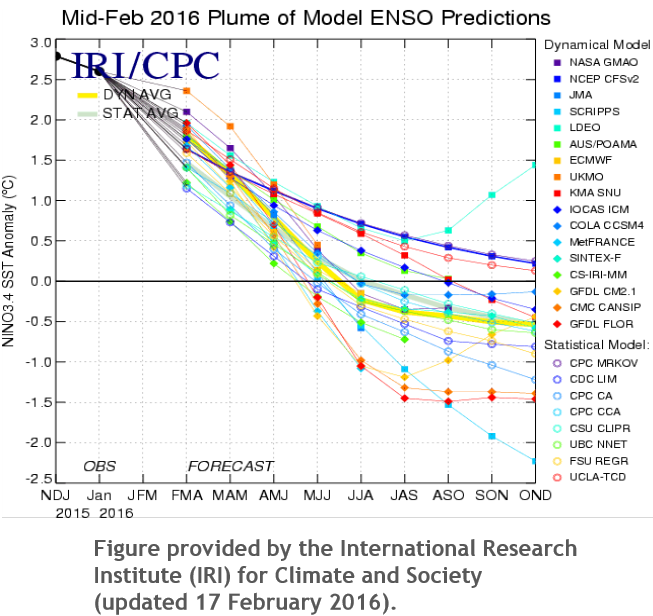 Mid-Feb 2016 Plume of Model ENSO Predictions
IRI/CPC
DYN AVG
STAT AVG
NINO3.4 SST Anomaly (ºC)
3.0
2.5
2.0
1.5
1.0
0.5
0.0
-0.5
-1.0
-1.5
-2.0
-2.5
OBS FORECAST
NDJ Jan JFM FMA MAM AMJ MJJ JJA JAS ASO SON OND
2015 2016
Dynamical Model
NASA GMAO
NCEP CFSv2
JMA
SCRIPPS
LDEO
AUS/POAMA
ECMWF
UKMO
KMA SNU
IOCAS ICM
COLA CCSM4
MetFRANCE
SINTEX-F
CS-IRI-MM
GFDL CM2.1
CMC CANSIP
GFDL FLOR
Statistical Model:
CPC MRKOV
CDC LIM
CPC CA
CPC CCA
CSU CLIPR
UBC NNET
FSU REGR
UCLA-TCD
Figure provided by the International Research
Institute (IRI) for Climate and Society
(updated 17 February 2016).